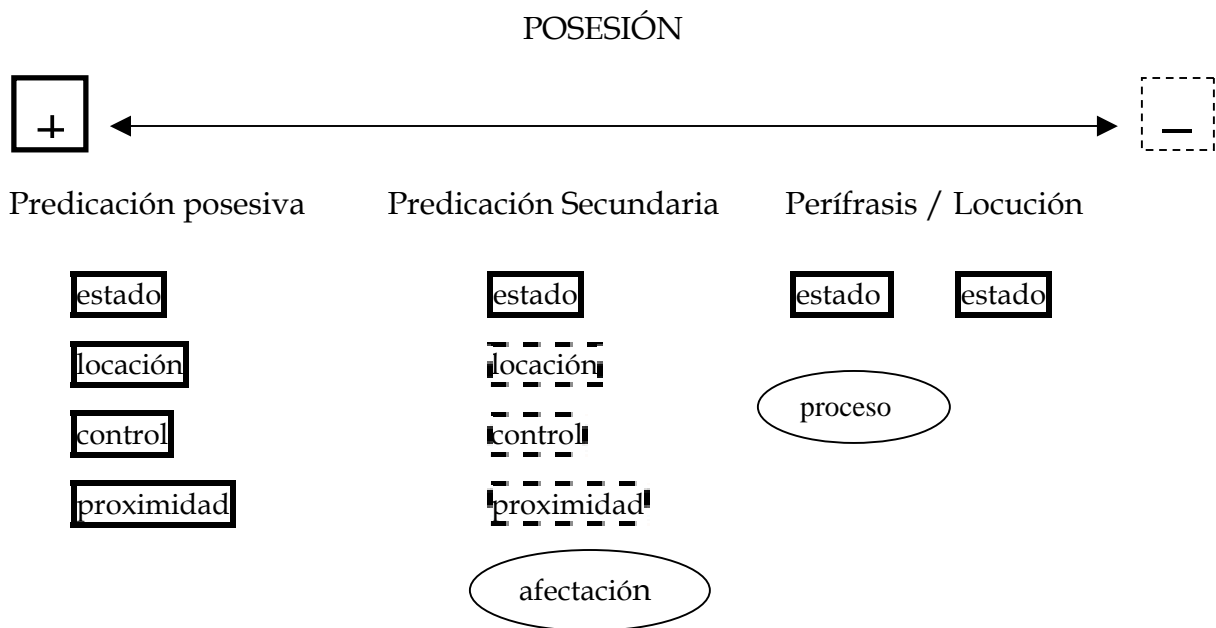 POSESIÓN
+ −
Predicación posesiva Predicación Secundaria Perífrasis / Locución
estado estado estado estado
locación locación
control control proceso
proximidad proximidad
afectación